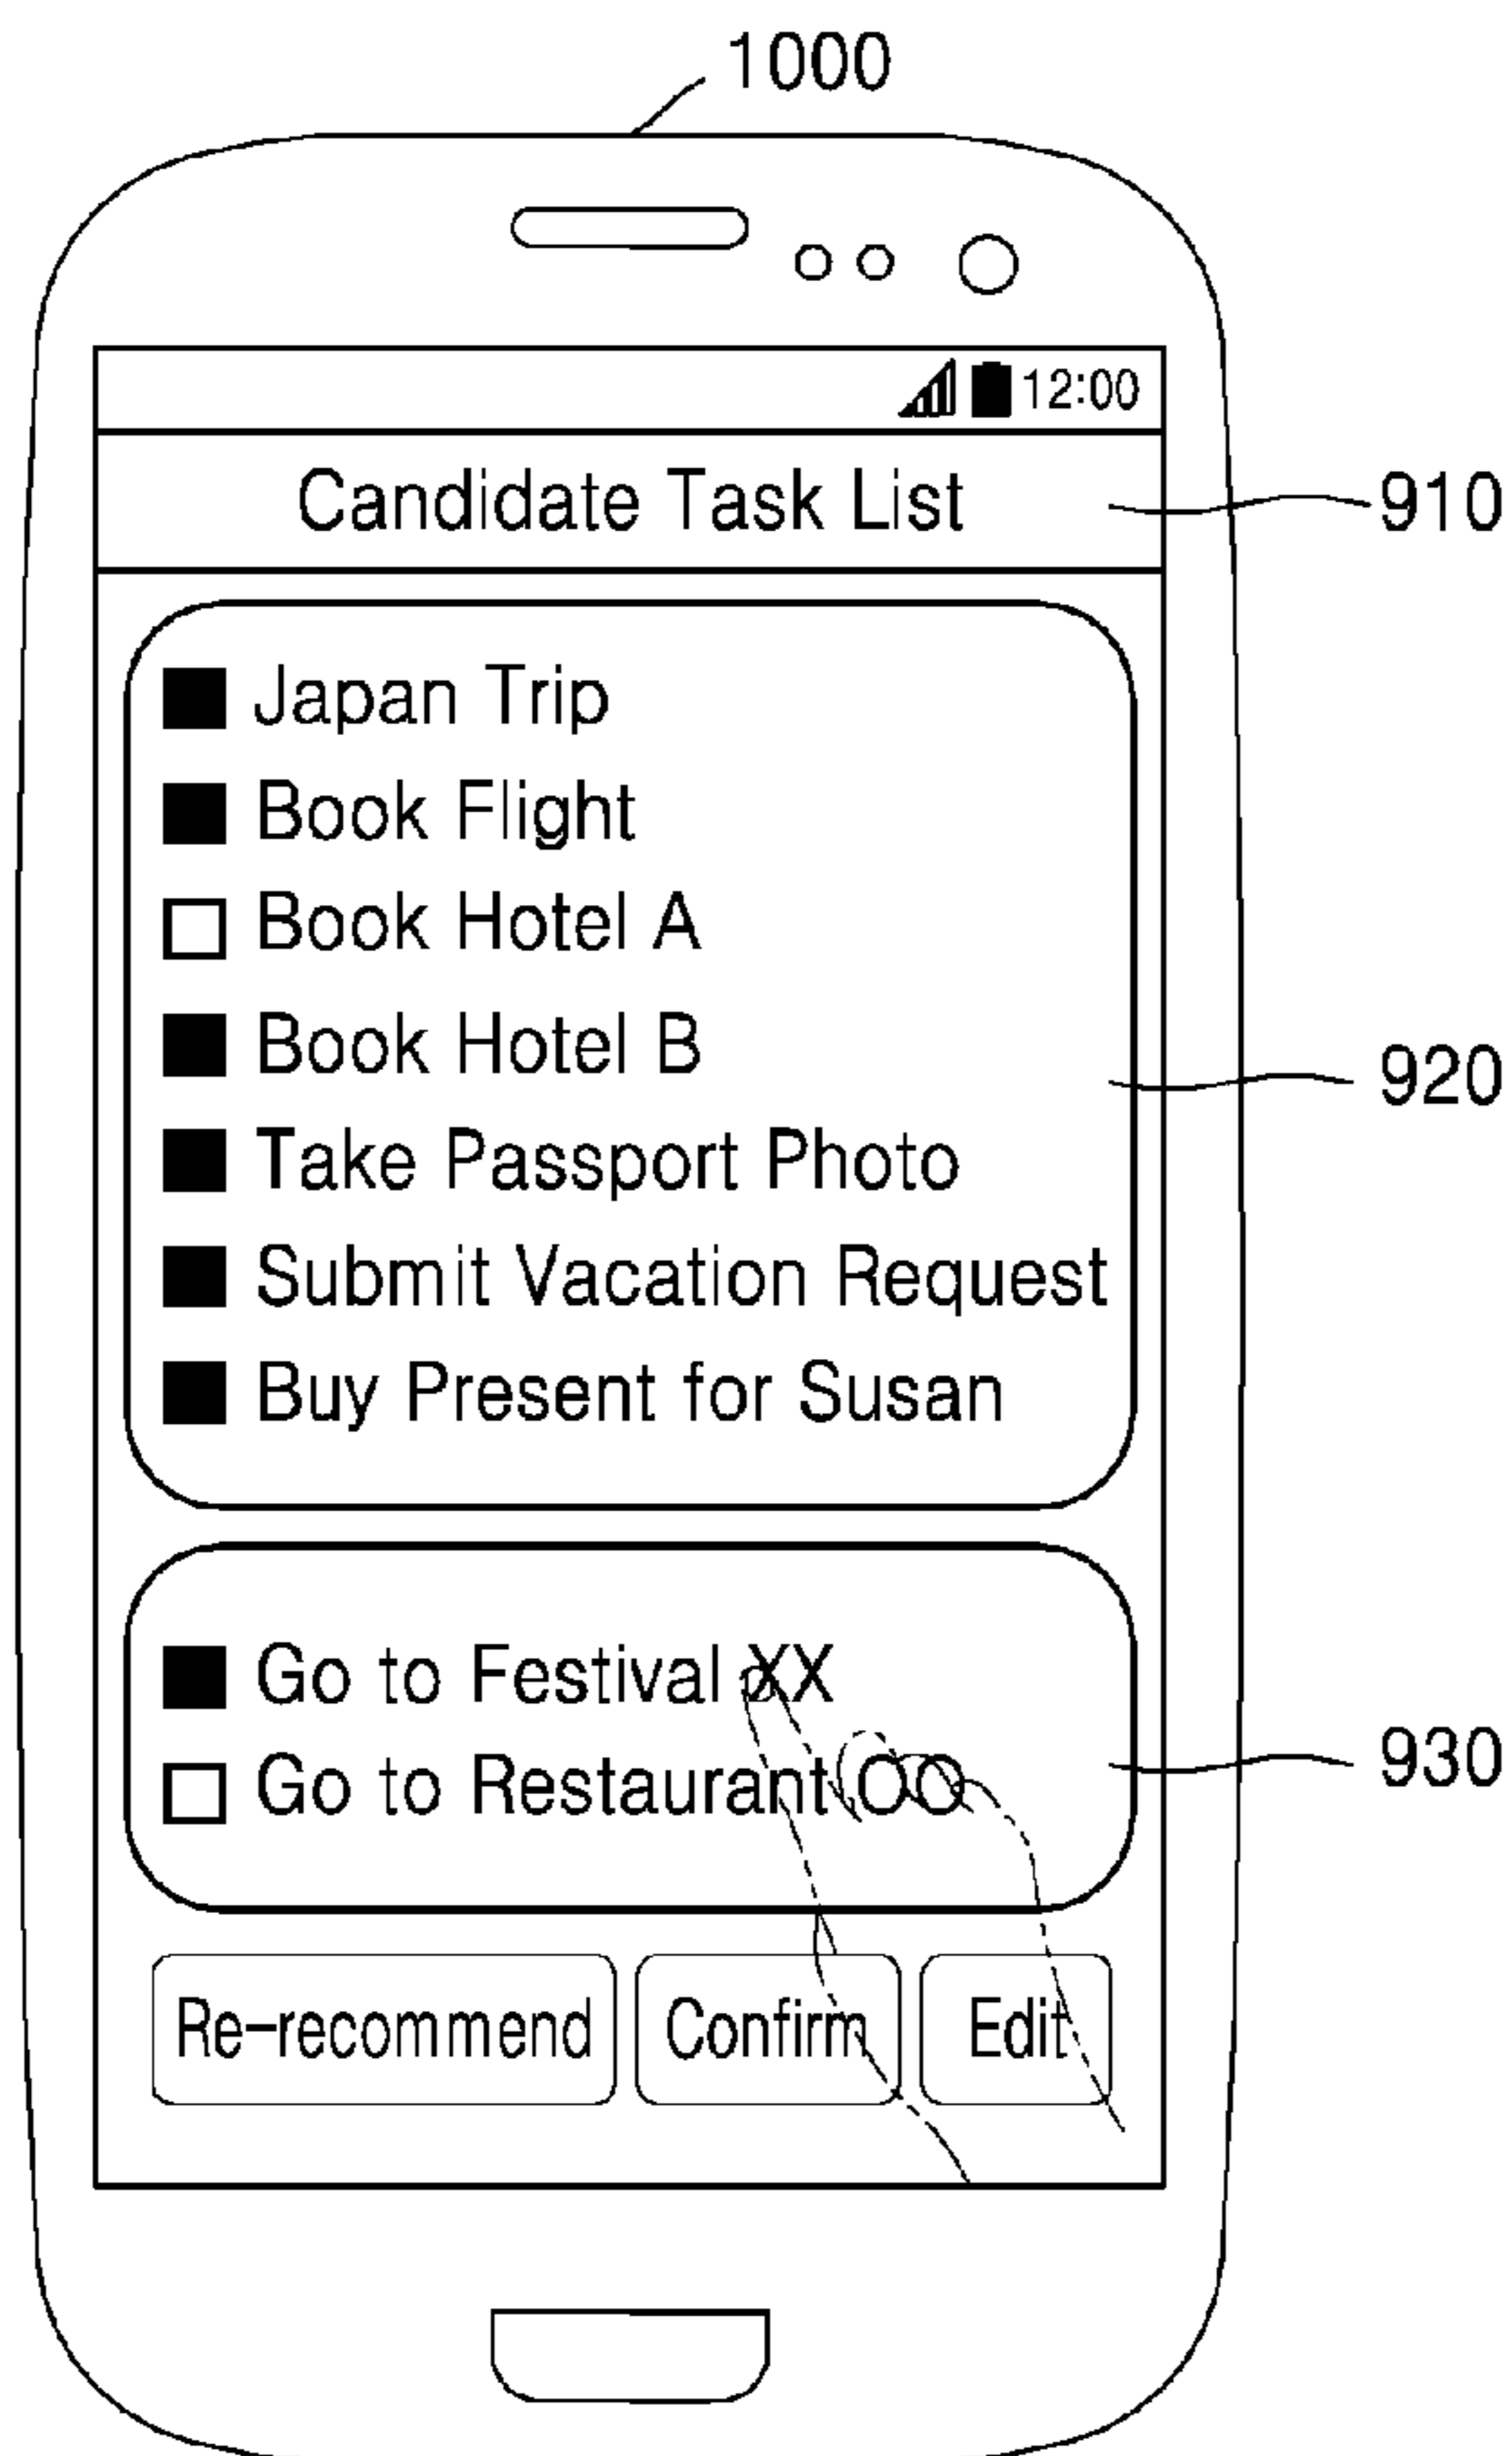 1000
12:00
Candidate Task List
910
Japan Trip
Book Flight
Book Hotel A
Book Hotel B
920
Take Passport Photo
Submit Vacation Request
Buy Present for Susan
Go to Festival XX
Go to Restaurant OO
930
Re-recommend
Confirm
Edit